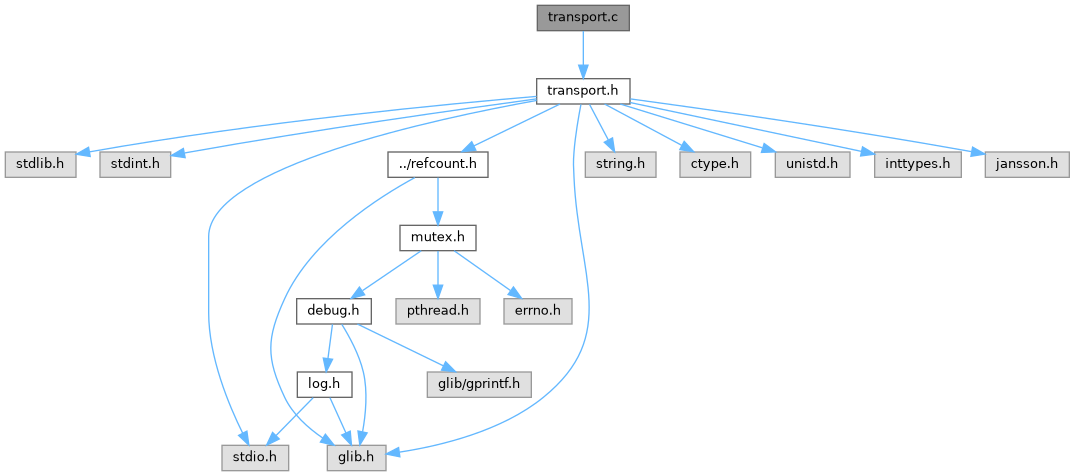 transport.c
transport.h
stdlib.h
stdint.h
../refcount.h
string.h
ctype.h
unistd.h
inttypes.h
jansson.h
mutex.h
debug.h
pthread.h
errno.h
log.h
glib/gprintf.h
stdio.h
glib.h